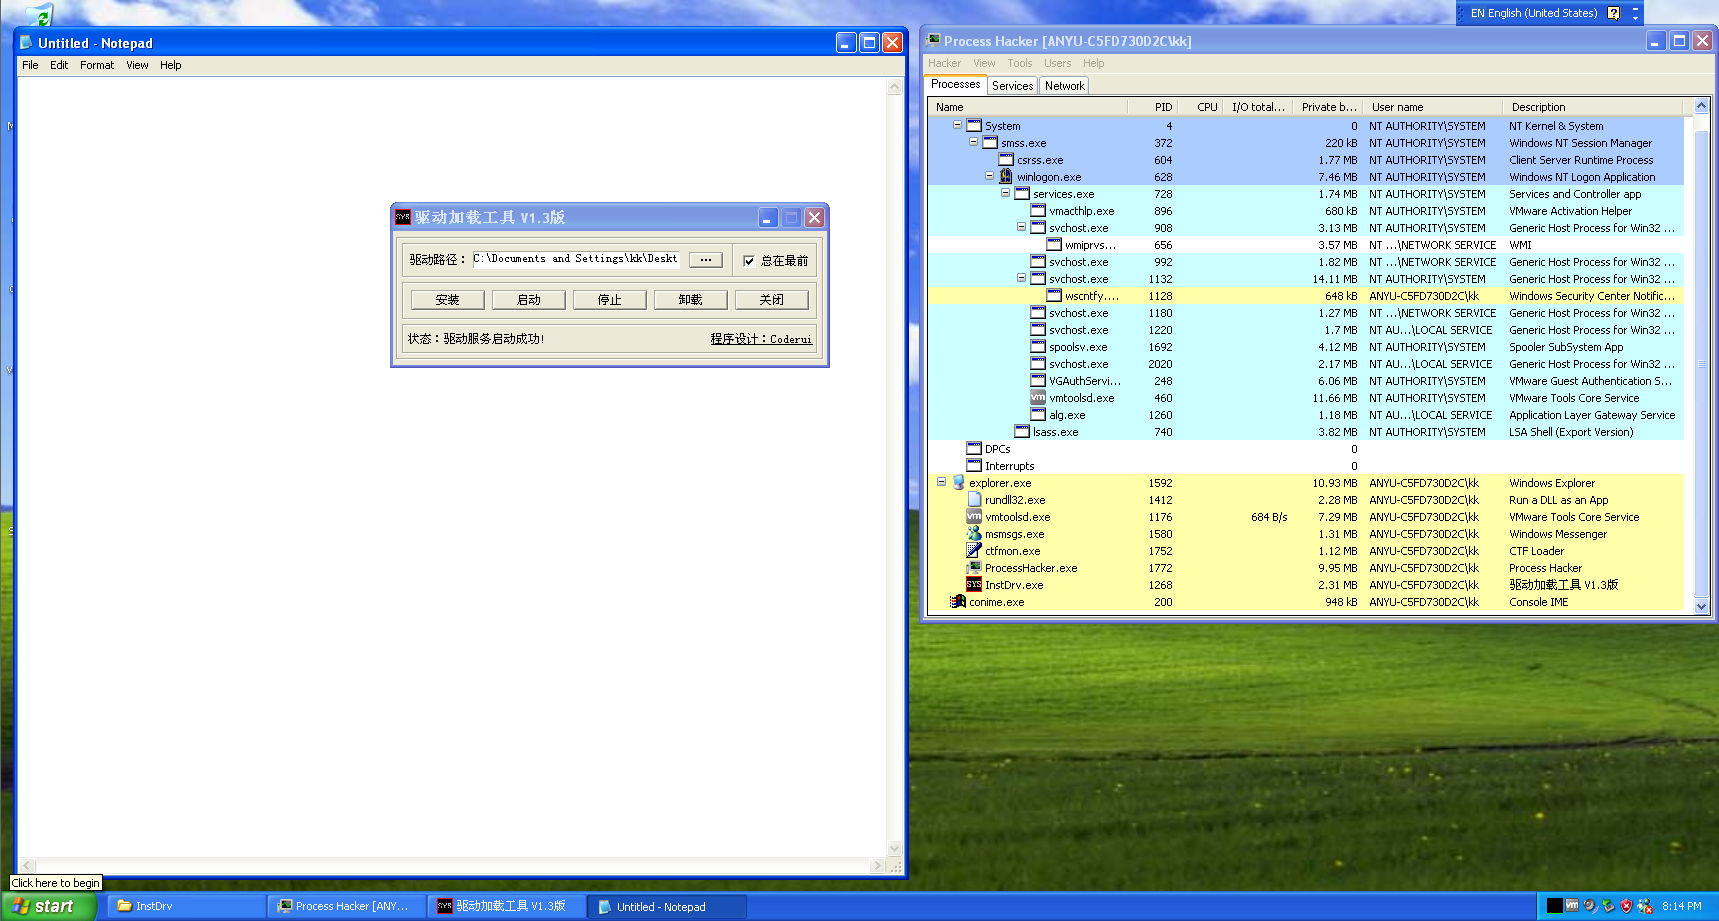 EN English (United States)
Untitled - Notepad
File Edit Format View Help
Process Hacker [ANYU-C5FD730D2C\kk]
Hacker View Tools Users Help
Processes Services Network
Name PID CPU I/O total... Private b... User name Description
System 4 0 NT AUTHORITY\SYSTEM NT Kernel & System
smss.exe 372 220 kB NT AUTHORITY\SYSTEM Windows NT Session Manager
csrss.exe 604 1.77 MB NT AUTHORITY\SYSTEM Client Server Runtime Process
winlogon.exe 628 7.46 MB NT AUTHORITY\SYSTEM Windows NT Logon Application
services.exe 728 1.74 MB NT AUTHORITY\SYSTEM Services and Controller app
vmacthlp.exe 896 680 kB NT AUTHORITY\SYSTEM VMware Activation Helper
svchost.exe 908 3.13 MB NT AUTHORITY\SYSTEM Generic Host Process for Win32 ...
wmiprvs... 656 3.57 MB NT ...\NETWORK SERVICE WMI
svchost.exe 992 1.82 MB NT ...\NETWORK SERVICE Generic Host Process for Win32 ...
svchost.exe 1132 14.11 MB NT AUTHORITY\SYSTEM Generic Host Process for Win32 ...
wscntfy.... 1128 648 kB ANYU-C5FD730D2C\kk Windows Security Center Notific...
svchost.exe 1180 1.27 MB NT ...\NETWORK SERVICE Generic Host Process for Win32 ...
svchost.exe 1220 1.7 MB NT AU...\LOCAL SERVICE Generic Host Process for Win32 ...
spoolsv.exe 1692 4.12 MB NT AUTHORITY\SYSTEM Spooler SubSystem App
svchost.exe 2020 2.17 MB NT AU...\LOCAL SERVICE Generic Host Process for Win32 ...
VGAuthServi... 248 6.06 MB NT AUTHORITY\SYSTEM VMware Guest Authentication S...
vmtoolsd.exe 460 11.66 MB NT AUTHORITY\SYSTEM VMware Tools Core Service
alg.exe 1260 1.18 MB NT AU...\LOCAL SERVICE Application Layer Gateway Service
lsass.exe 740 3.82 MB NT AUTHORITY\SYSTEM LSA Shell (Export Version)
DPCs 0
Interrupts 0
explorer.exe 1592 10.93 MB ANYU-C5FD730D2C\kk Windows Explorer
rundll32.exe 1412 2.28 MB ANYU-C5FD730D2C\kk Run a DLL as an App
vmtoolsd.exe 1176 684 B/s 7.29 MB ANYU-C5FD730D2C\kk VMware Tools Core Service
msmsgs.exe 1580 1.31 MB ANYU-C5FD730D2C\kk Windows Messenger
ctfmon.exe 1752 1.12 MB ANYU-C5FD730D2C\kk CTF Loader
ProcessHacker.exe 1772 9.95 MB ANYU-C5FD730D2C\kk Process Hacker
InstDrv.exe 1268 2.31 MB ANYU-C5FD730D2C\kk 驱动加载工具 V1.3版
conime.exe 200 948 kB ANYU-C5FD730D2C\kk Console IME
驱动加载工具 V1.3版
驱动路径： C:\Documents and Settings\kk\Deskt ... 总在最前
安装 启动 停止 卸载 关闭
状态：驱动服务启动成功! 程序设计：Coderui
Click here to begin
start InstDrv Process Hacker [ANY... 驱动加载工具 V1.3版 Untitled - Notepad 8:14 PM